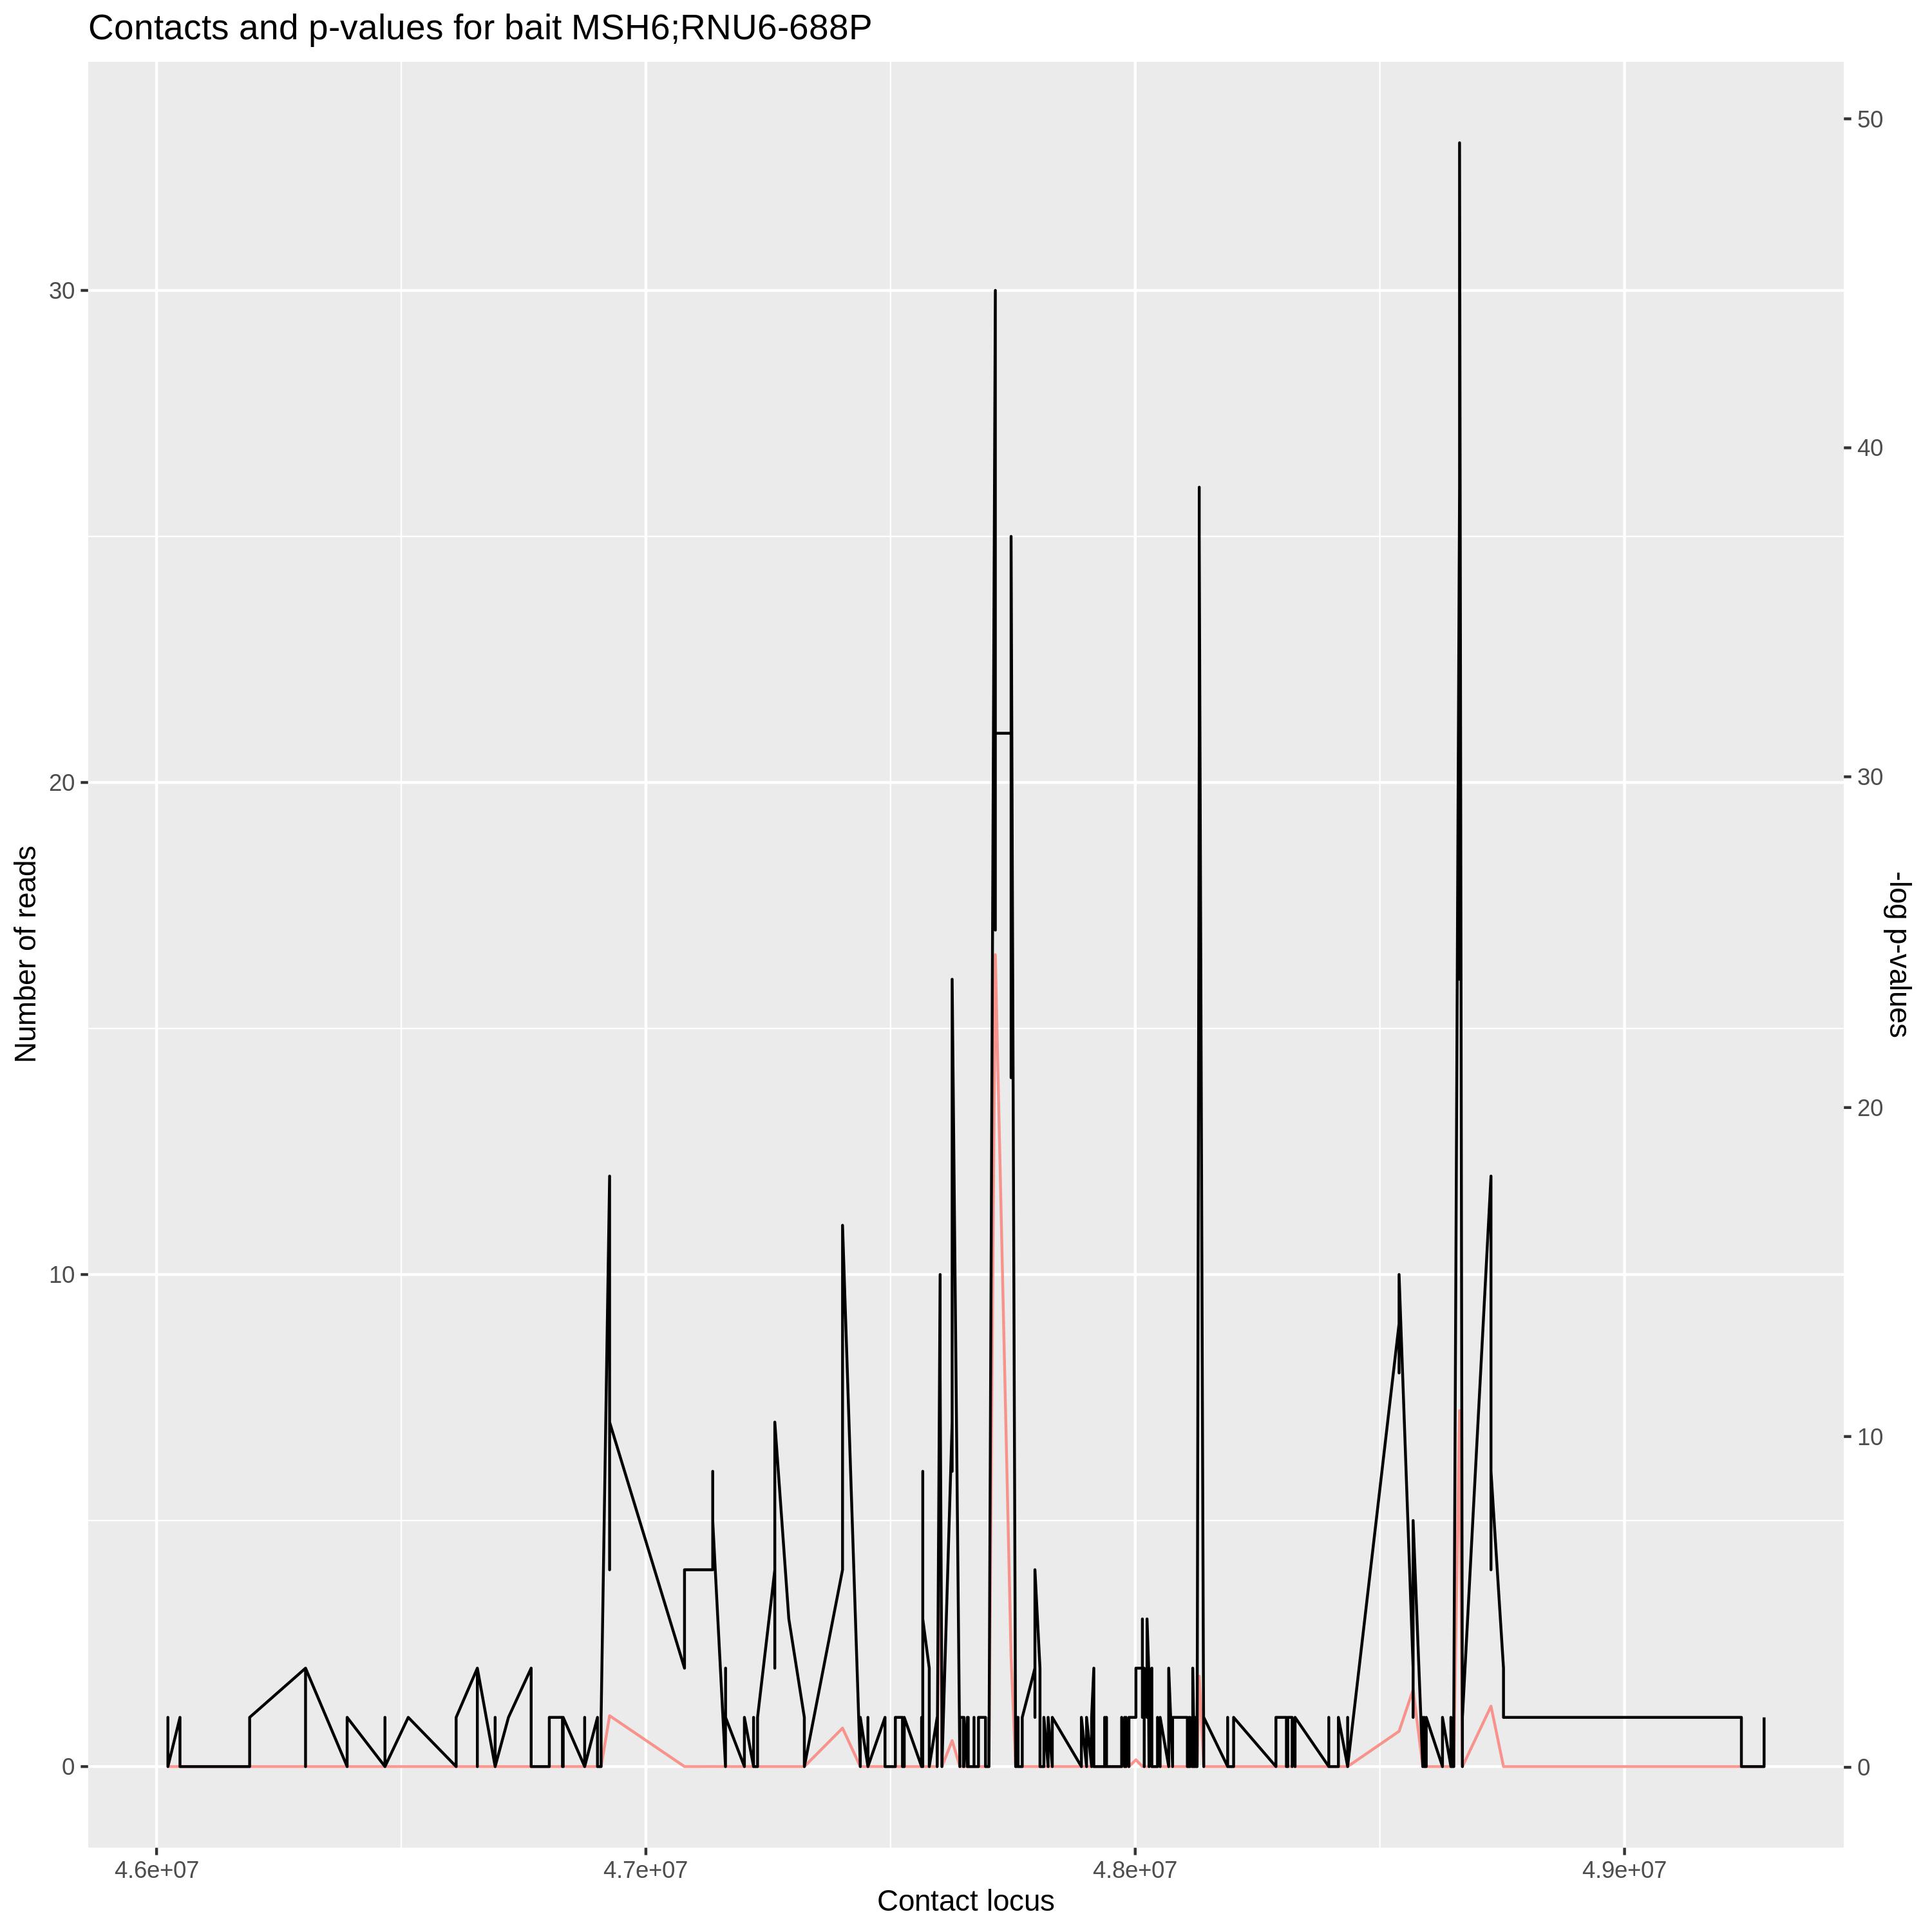 Contacts and p-values for bait MSH6;RNU6-688P
Number of reads
30
20
10
0
50
40
30
20
10
0
-log p-values
4.6e+07
4.7e+07
4.8e+07
4.9e+07
Contact locus